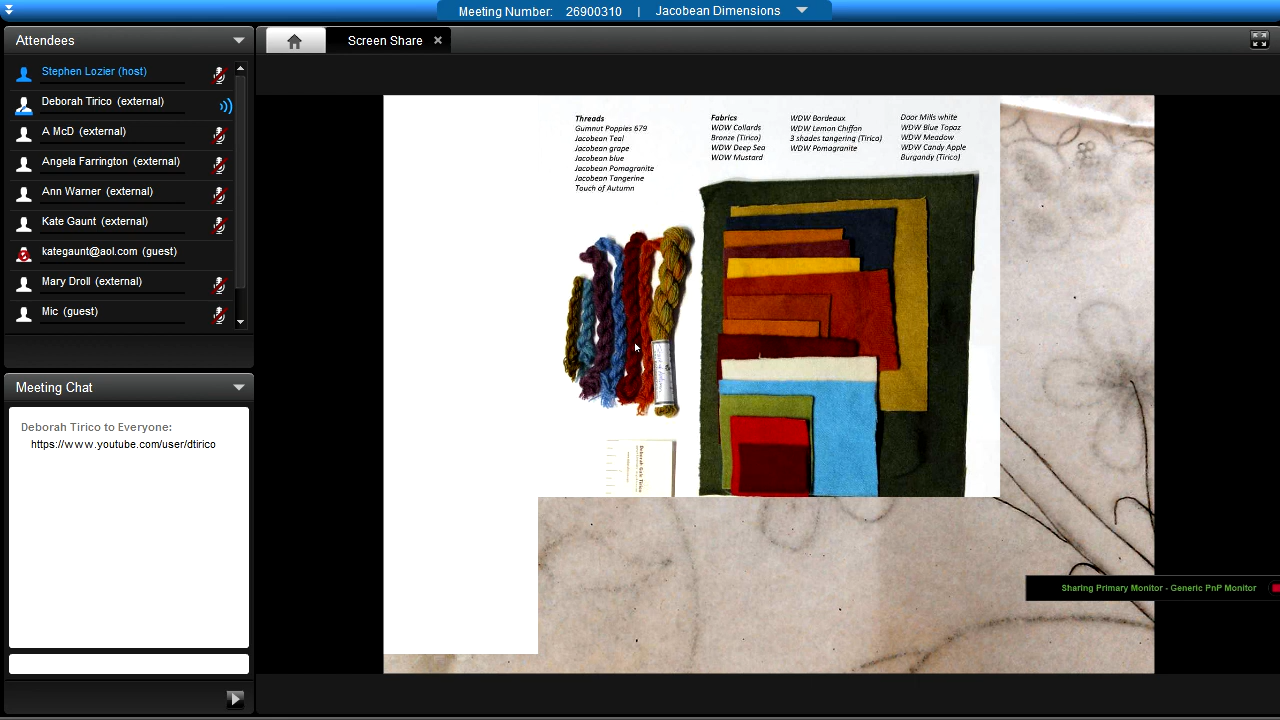 Meeting Number: 26900310 | Jacobean Dimensions
Attendees
Stephen Lozier (host)
Deborah Tirico (external)
A McD (external)
Angela Farrington (external)
Ann Warner (external)
Kate Gaunt (external)
kategaunt@aol.com (guest)
Mary Droll (external)
Mic (guest)
Meeting Chat
Deborah Tirico to Everyone:
https://www.youtube.com/user/dtirico
Screen Share
Threads
Gumnut Poppies 679
Jacobean Teal
Jacobean grape
Jacobean blue
Jacobean Pomagranite
Jacobean Tangerine
Touch of Autumn
Fabrics
WDW Collards
Bronze (Tirico)
WDW Deep Sea
WDW Mustard
WDW Bordeaux
WDW Lemon Chiffon
3 shades tangering (Tirico)
WDW Pomagranite
Door Mills white
WDW Blue Topaz
WDW Meadow
WDW Candy Apple
Burgandy (Tirico)
Deborah Gale Tirico
Sharing Primary Monitor - Generic PnP Monitor